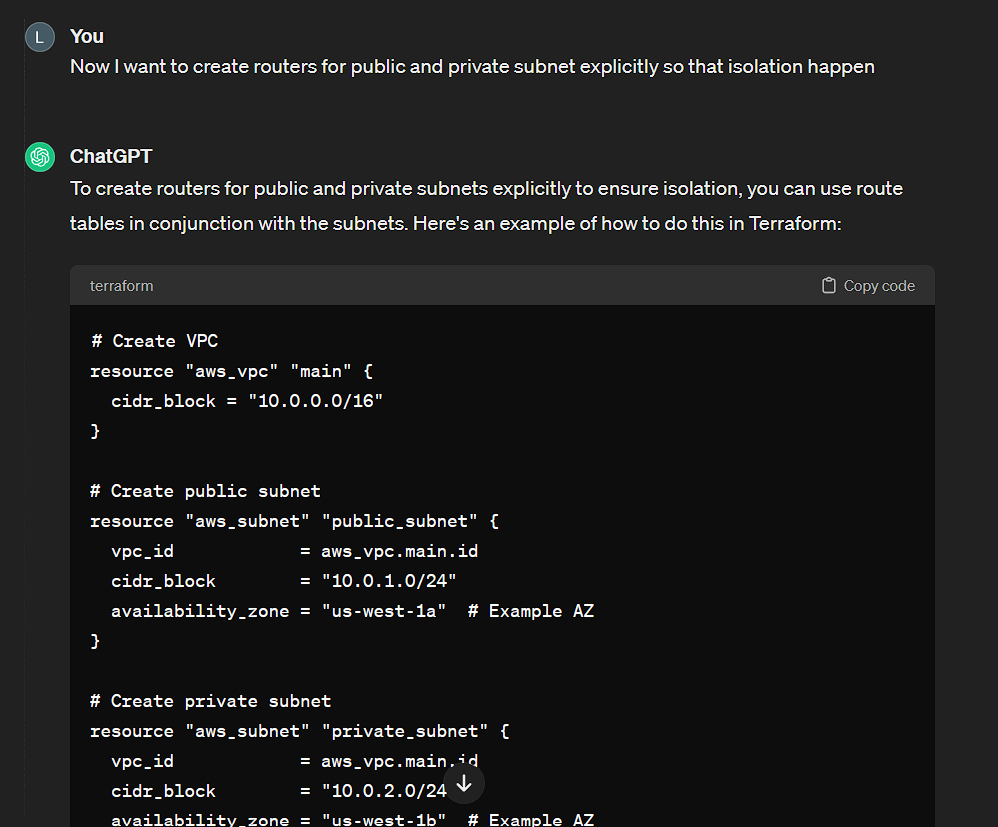 L
You
Now I want to create routers for public and private subnet explicitly so that isolation happen
ChatGPT
To create routers for public and private subnets explicitly to ensure isolation, you can use route
tables in conjunction with the subnets. Here's an example of how to do this in Terraform:
terraform
Copy code
# Create VPC
resource "aws_vpc" "main" {
  cidr_block = "10.0.0.0/16"
}
# Create public subnet
resource "aws_subnet" "public_subnet" {
  vpc_id            = aws_vpc.main.id
  cidr_block        = "10.0.1.0/24"
  availability_zone = "us-west-1a"  # Example AZ
}
# Create private subnet
resource "aws_subnet" "private_subnet" {
  vpc_id            = aws_vpc.main.id
  cidr_block        = "10.0.2.0/24
  availability_zone = "us-west-1b"  # Example AZ